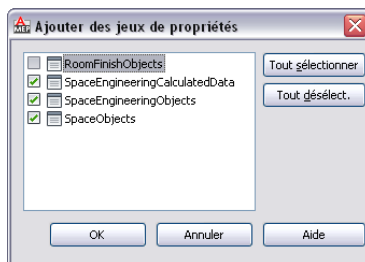 Ajouter des jeux de propriétés
RoomFinishObjects
SpaceEngineeringCalculatedData
SpaceEngineeringObjects
SpaceObjects
Tout sélectionner
Tout désélect.
OK
Annuler
Aide